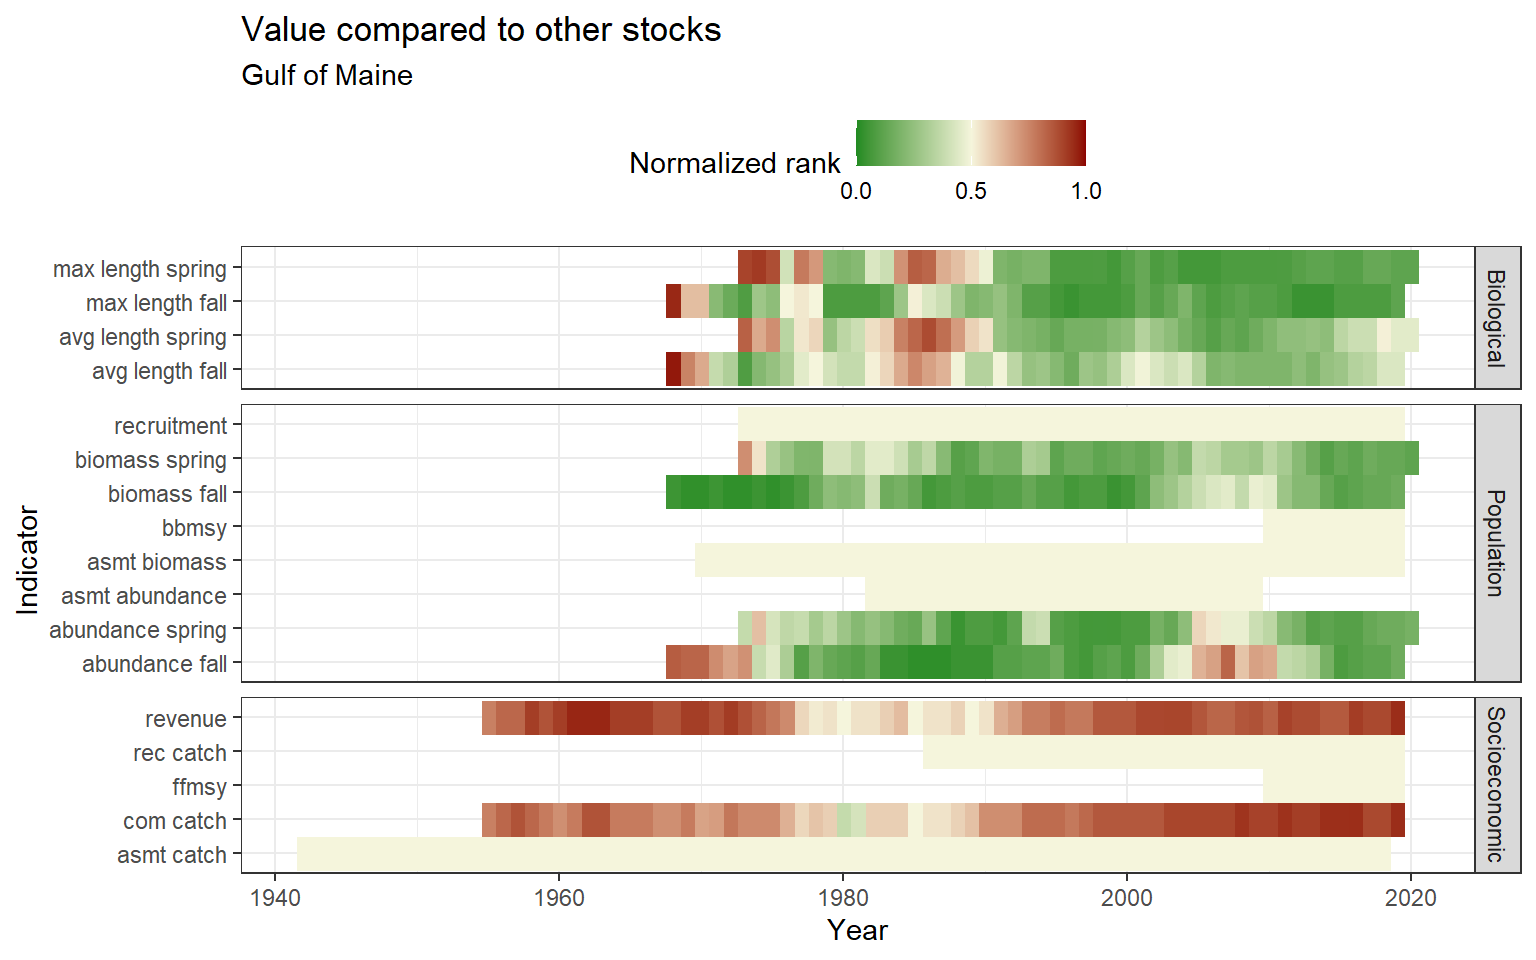 Value compared to other stocks
Gulf of Maine
Normalized rank
0.0 0.5 1.0
max length spring
max length fall
avg length spring
avg length fall
Biological
recruitment
biomass spring
biomass fall
bbmsy
asmt biomass
asmt abundance
abundance spring
abundance fall
Population
revenue
rec catch
ffmsy
com catch
asmt catch
Socioeconomic
Indicator
1940 1960 1980 2000 2020
Year